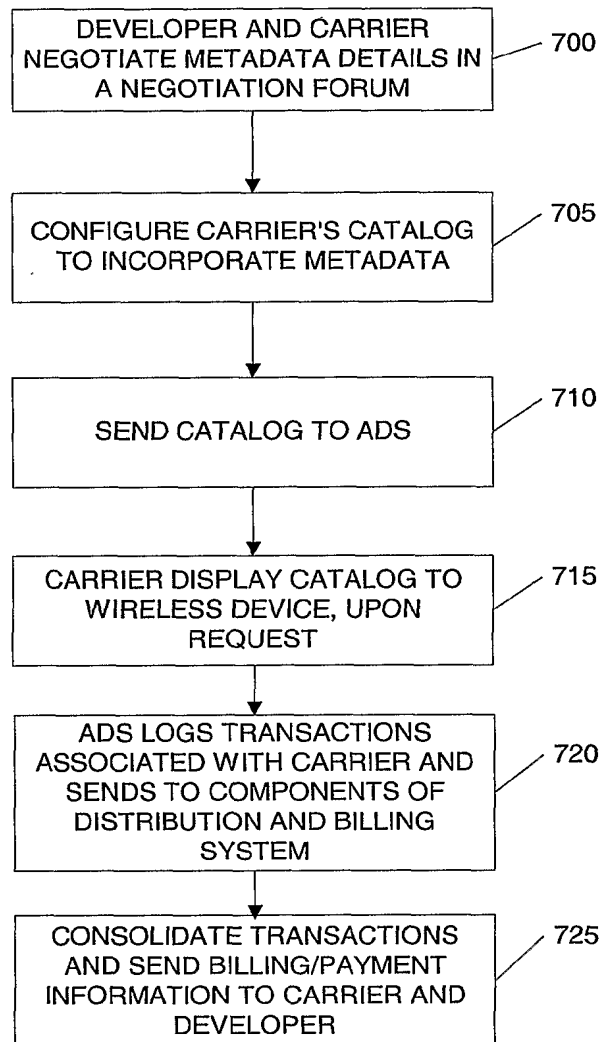 DEVELOPER AND CARRIER
NEGOTIATE METADATA DETAILS IN
A NEGOTIATION FORUM
700
CONFIGURE CARRIER'S CATALOG
TO INCORPORATE METADATA
705
SEND CATALOG TO ADS
710
CARRIER DISPLAY CATALOG TO
WIRELESS DEVICE, UPON
REQUEST
715
ADS LOGS TRANSACTIONS
ASSOCIATED WITH CARRIER AND
SENDS TO COMPONENTS OF
DISTRIBUTION AND BILLING
SYSTEM
720
CONSOLIDATE TRANSACTIONS
AND SEND BILLING/PAYMENT
INFORMATION TO CARRIER AND
DEVELOPER
725